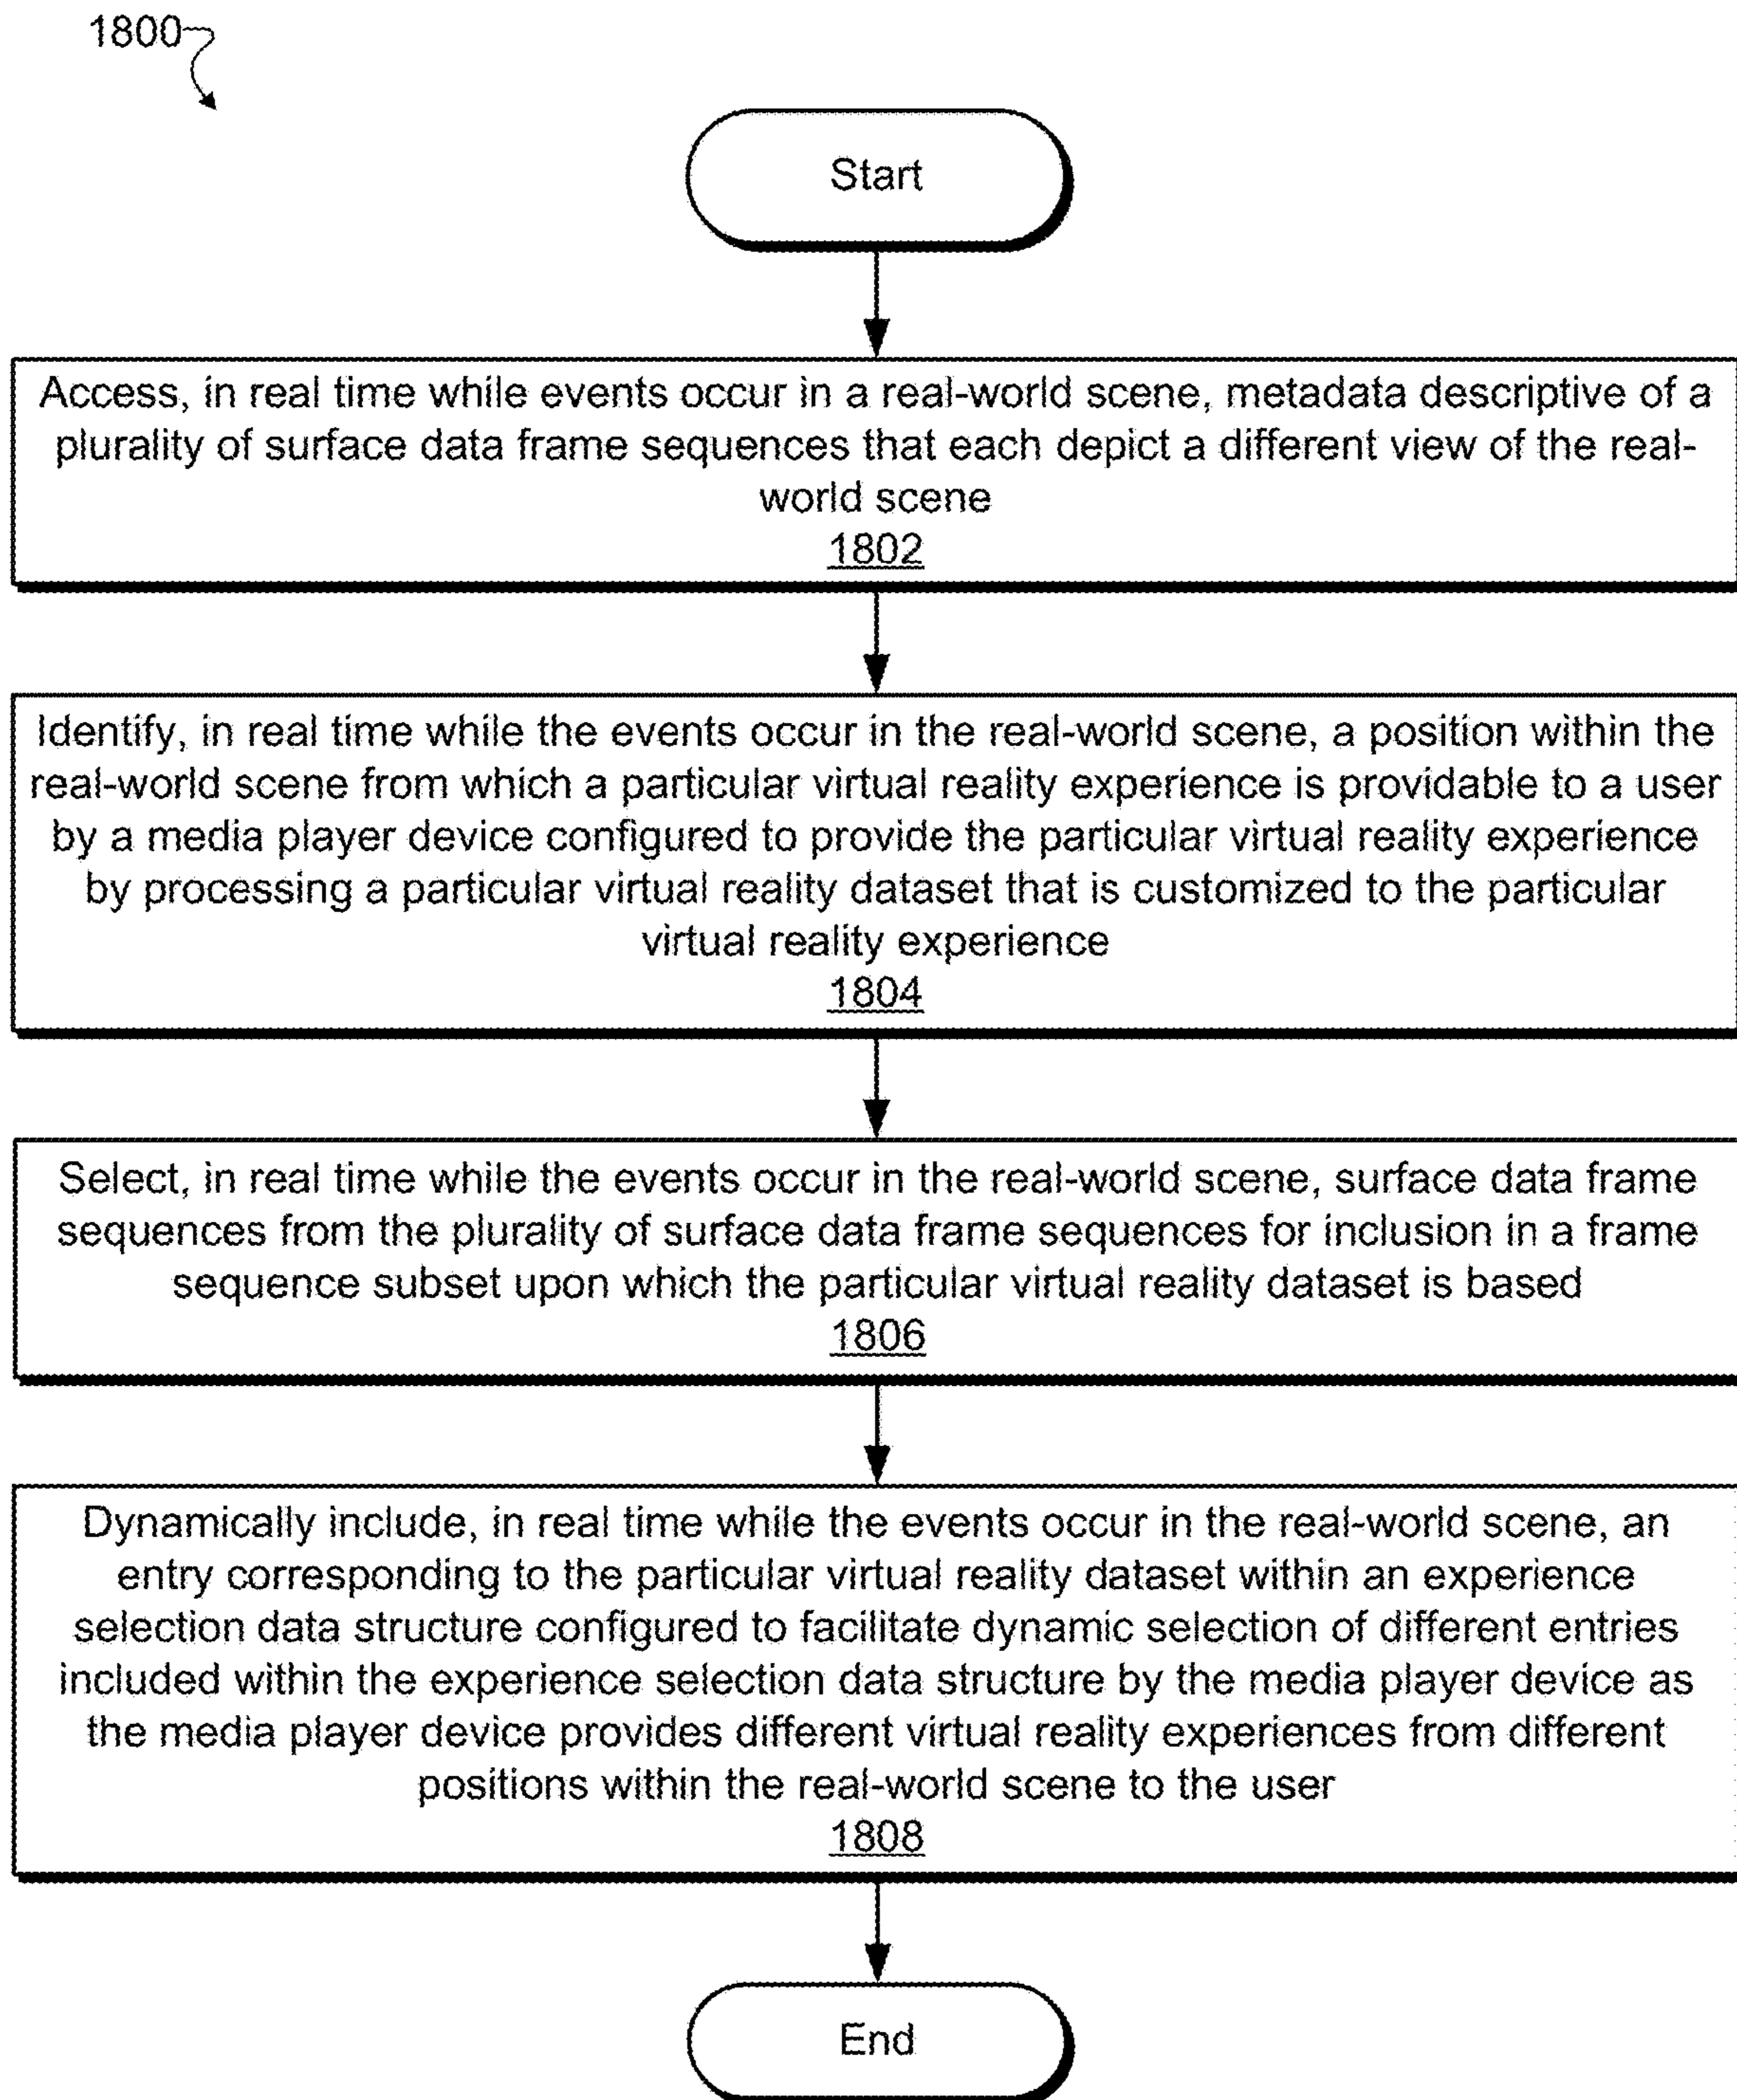 1800
Start
Access, in real time while events occur in a real-world scene, metadata descriptive of a
plurality of surface data frame sequences that each depict a different view of the real-
world scene
1802
Identify, in real time while the events occur in the real-world scene, a position within the
real-world scene from which a particular virtual reality experience is providable to a user
by a media player device configured to provide the particular virtual reality experience
by processing a particular virtual reality dataset that is customized to the particular
virtual reality experience
1804
Select, in real time while the events occur in the real-world scene, surface data frame
sequences from the plurality of surface data frame sequences for inclusion in a frame
sequence subset upon which the particular virtual reality dataset is based
1806
Dynamically include, in real time while the events occur in the real-world scene, an
entry corresponding to the particular virtual reality dataset within an experience
selection data structure configured to facilitate dynamic selection of different entries
included within the experience selection data structure by the media player device as
the media player device provides different virtual reality experiences from different
positions within the real-world scene to the user
1808
End